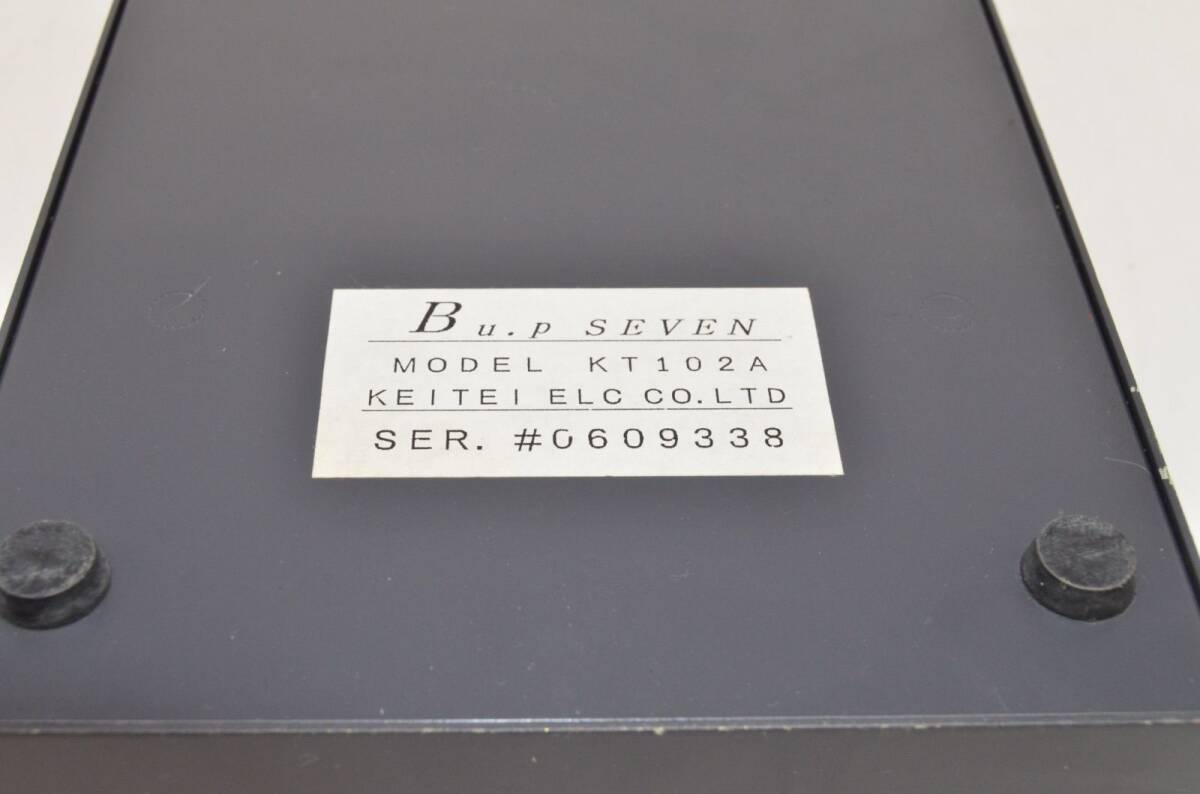 Bu.p SEVEN
MODEL KT102A
KEITEI ELC CO.LTD
SER. #0609338